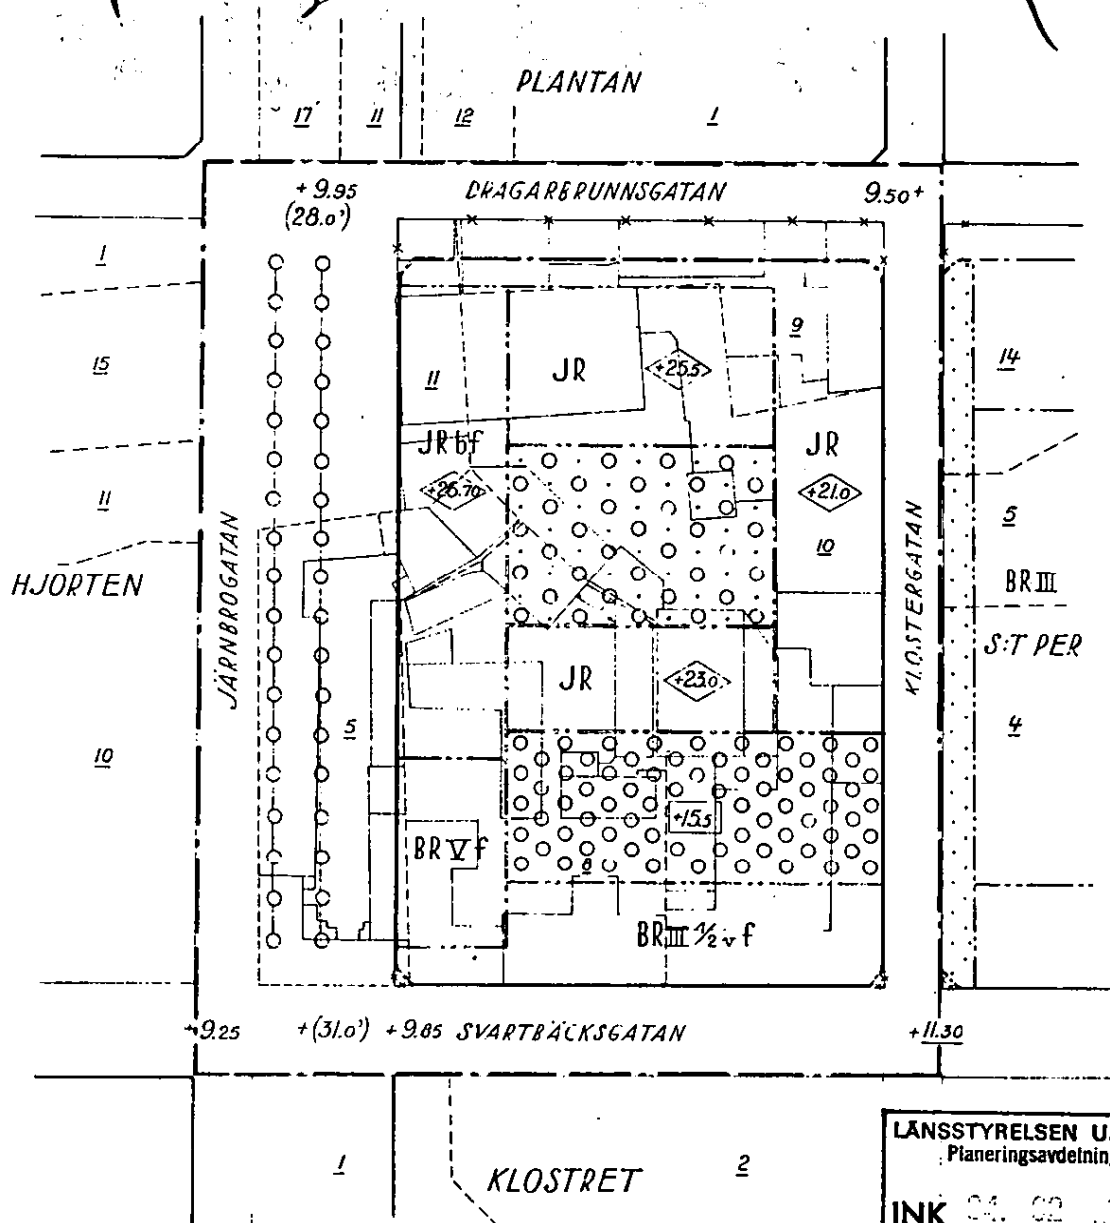 PLANTAN
17 11 12 1
+9.95 DRAGARBRUNNSGATAN 9.50+
(28.0')
1
9
15 11 JR +25.5 14
JR bf JR
+26.70 +21.0
11 10 5
HJORTEN BR III
JÄRNBROGATAN KLOSTERGATAN
S:T PER
JR +23.0
5 4
10
+15.5
BR V f
8
BR III 1/2 v f
+9.25 +(31.0') +9.85 SVARTBÄCKSGATAN +11.30
LÄNSSTYRELSEN U
Planeringsavdelnin
1 KLOSTRET 2
INK